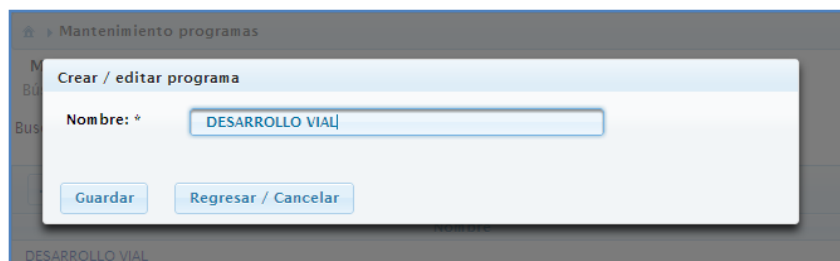 Mantenimiento programas
Crear / editar programa
Nombre: *
DESARROLLO VIAL
Guardar
Regresar / Cancelar
Nombre
DESARROLLO VIAL